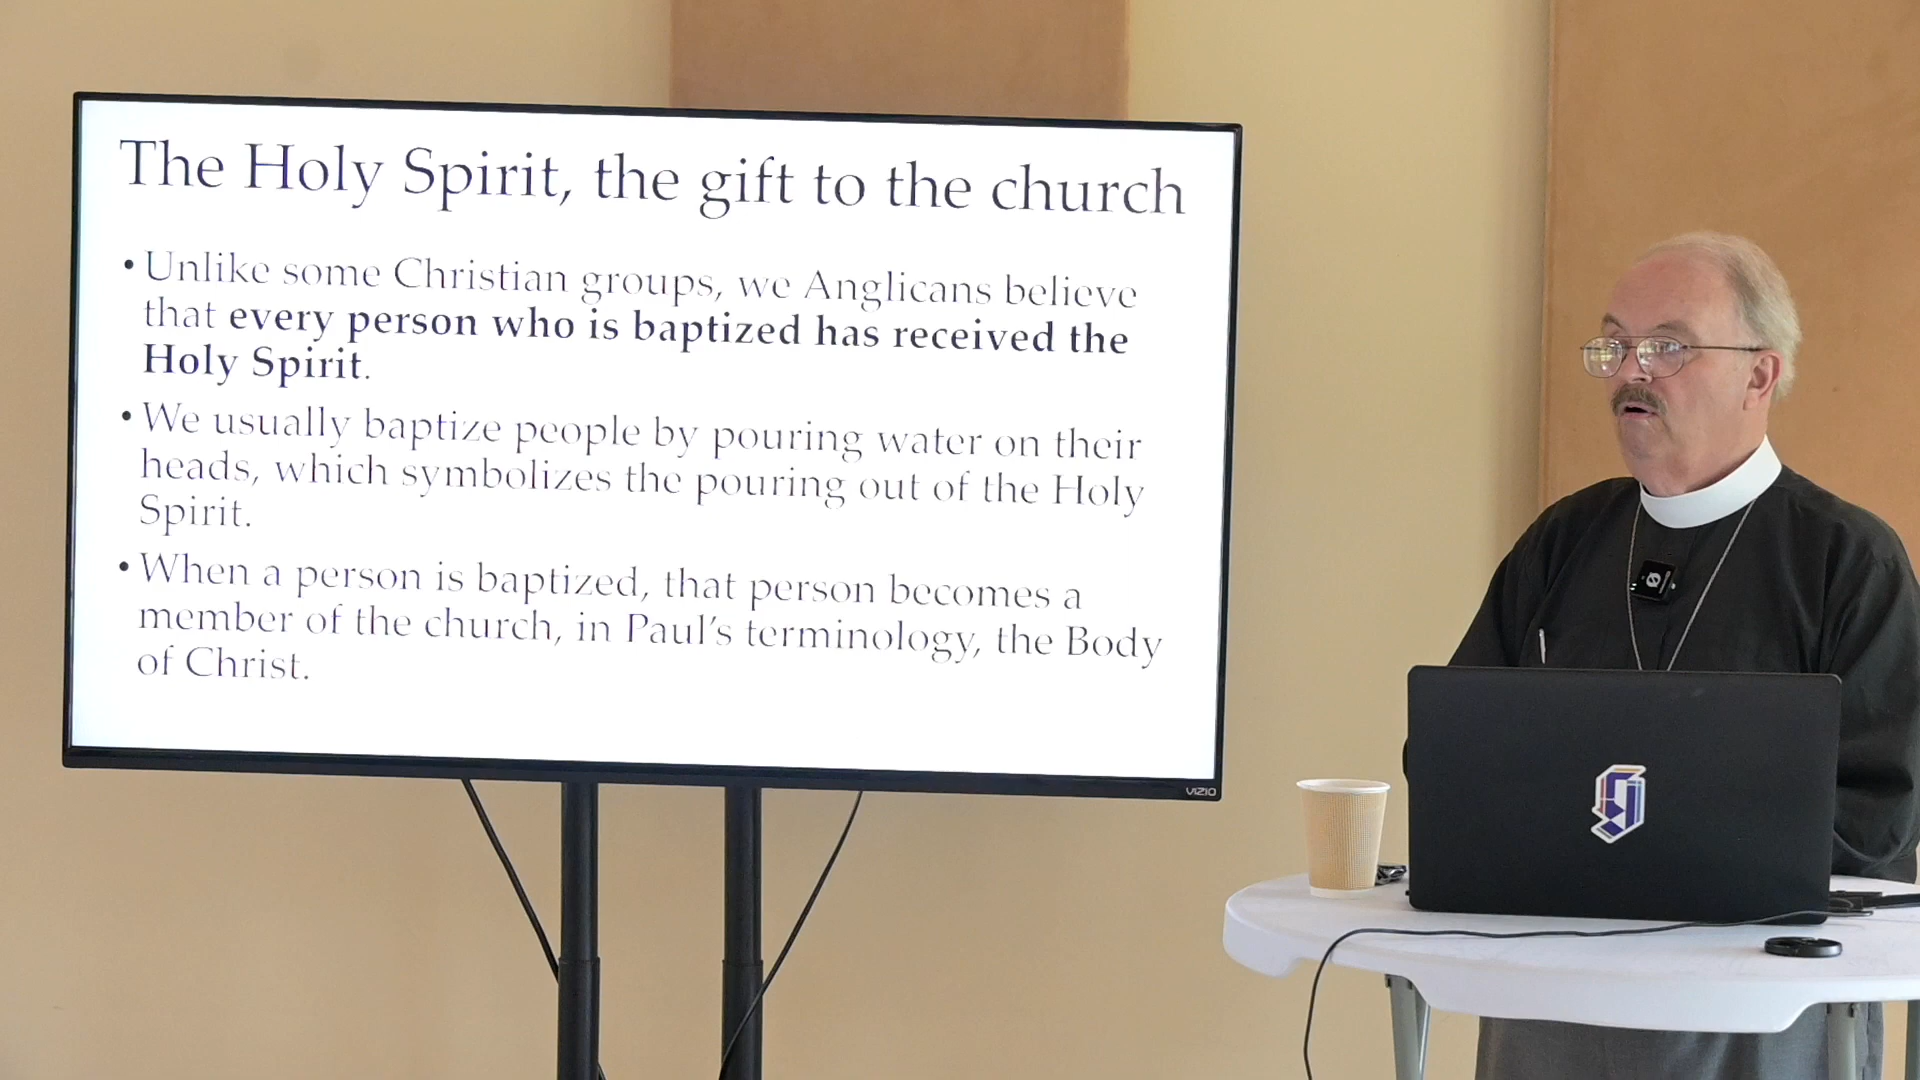 The Holy Spirit, the gift to the church
• Unlike some Christian groups, we Anglicans believe
that every person who is baptized has received the
Holy Spirit.
• We usually baptize people by pouring water on their
heads, which symbolizes the pouring out of the Holy
Spirit.
• When a person is baptized, that person becomes a
member of the church, in Paul's terminology, the Body
of Christ.
VIZIO